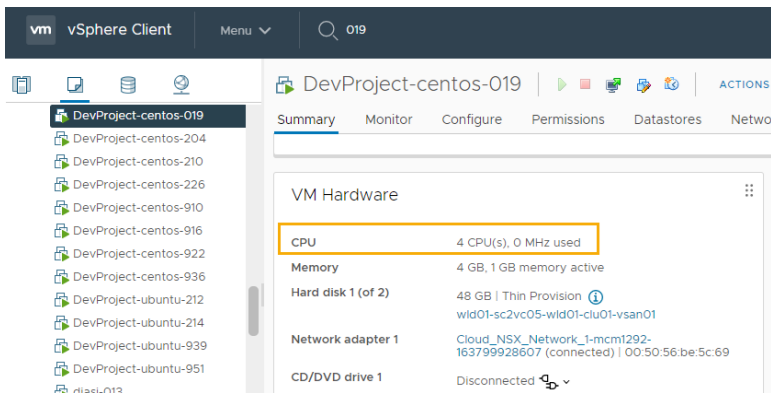 vm vSphere Client Menu 019
DevProject-centos-019
DevProject-centos-204
DevProject-centos-210
DevProject-centos-226
DevProject-centos-910
DevProject-centos-916
DevProject-centos-922
DevProject-centos-936
DevProject-ubuntu-212
DevProject-ubuntu-214
DevProject-ubuntu-939
DevProject-ubuntu-951
diasi-013
DevProject-centos-019 ACTIONS
Summary Monitor Configure Permissions Datastores Netwo
VM Hardware
CPU 4 CPU(s), 0 MHz used
Memory 4 GB, 1 GB memory active
Hard disk 1 (of 2) 48 GB | Thin Provision
wld01-sc2vc05-wld01-clu01-vsan01
Network adapter 1 Cloud_NSX_Network_1-mcm1292-
163799928607 (connected) | 00:50:56:be:5c:69
CD/DVD drive 1 Disconnected